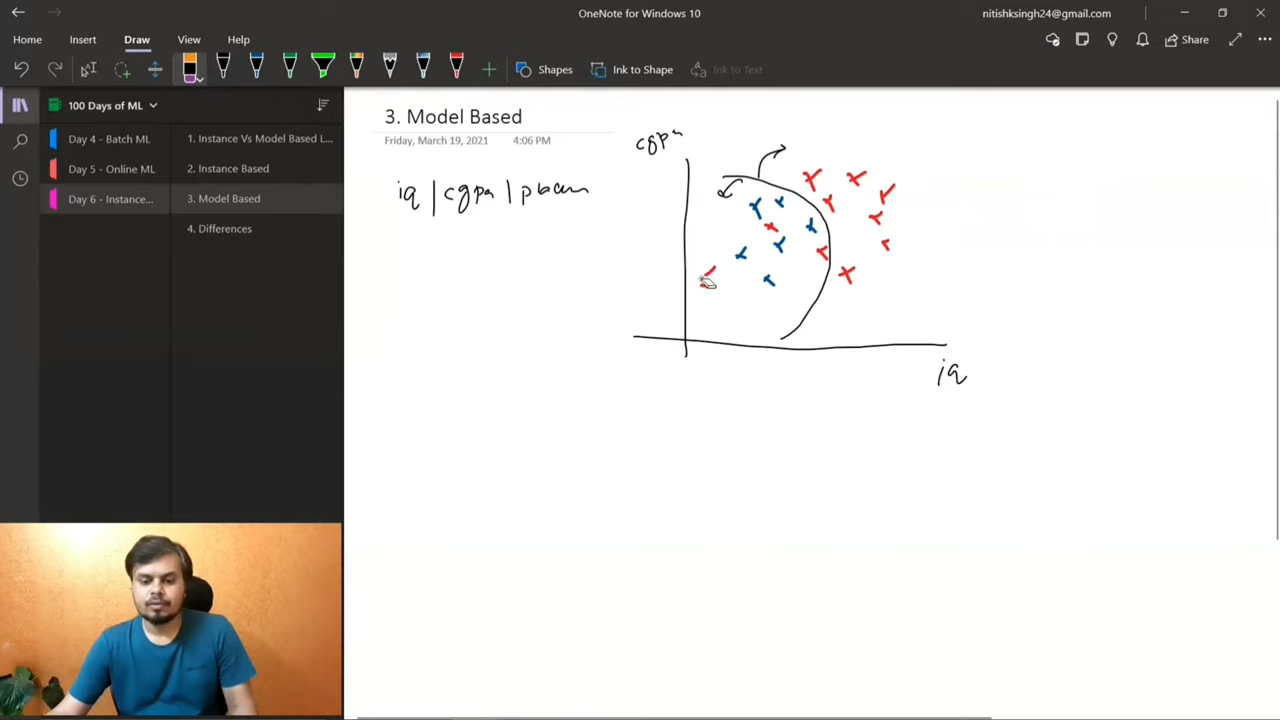 OneNote for Windows 10
nitishksingh24@gmail.com
Home Insert Draw View Help
Shapes Ink to Shape Ink to Text Share
100 Days of ML
Day 4 - Batch ML
Day 5 - Online ML
Day 6 - Instance...
1. Instance Vs Model Based L...
2. Instance Based
3. Model Based
4. Differences
3. Model Based
Friday, March 19, 2021 4:06 PM
cgpa
iq | cgpa |
iq